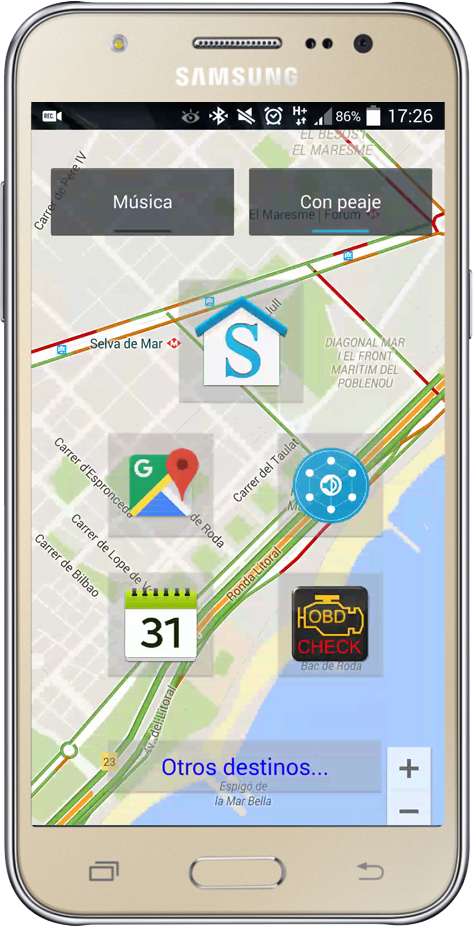 SAMSUNG
REC.
H+
86%
17:26
EL BESÒS I
EL MARESME
Carrer de Pere IV
Música
Con peaje
El Maresme | Fòrum
Jull
S
Selva de Mar
DIAGONAL MAR
I EL FRONT
MARÍTIM DEL
POBLENOU
Carrer d'Espronceda
Carrer del Taulat
G
de Roda
Carrer de Lope de V
Carrer de Bilbao
Ronda Litoral
31
OBD
CHECK
Bac de Roda
Av. del Litoral
23
Otros destinos...
Espigó de
la Mar Bella
+
−